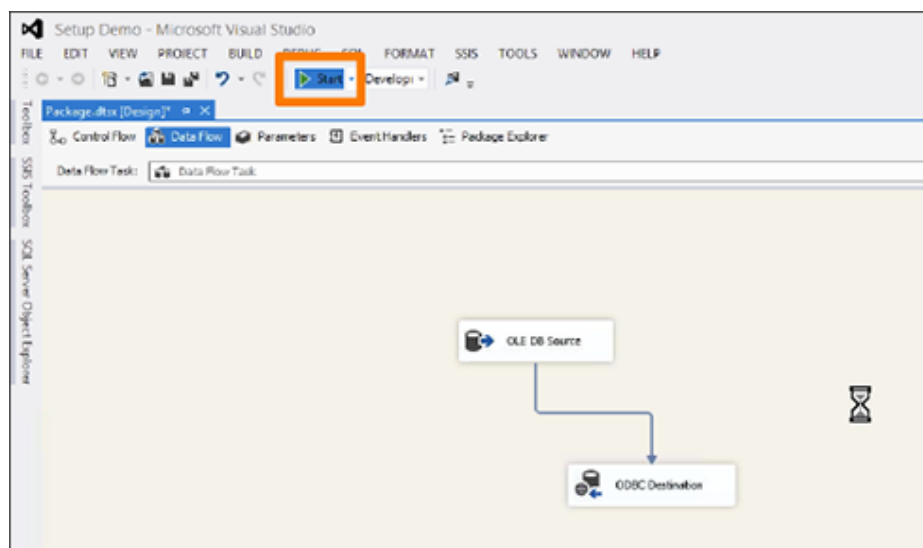 Setup Demo - Microsoft Visual Studio
FILE EDIT VIEW PROJECT BUILD DEBUG SQL FORMAT SSIS TOOLS WINDOW HELP
Start Develop
Package.dtsx [Design]*
Control Flow Data Flow Parameters Event Handlers Package Explorer
Data Flow Task: Data Flow Task
Toolbox
SSIS Toolbox
SQL Server Object Explorer
OLE DB Source
ODBC Destination